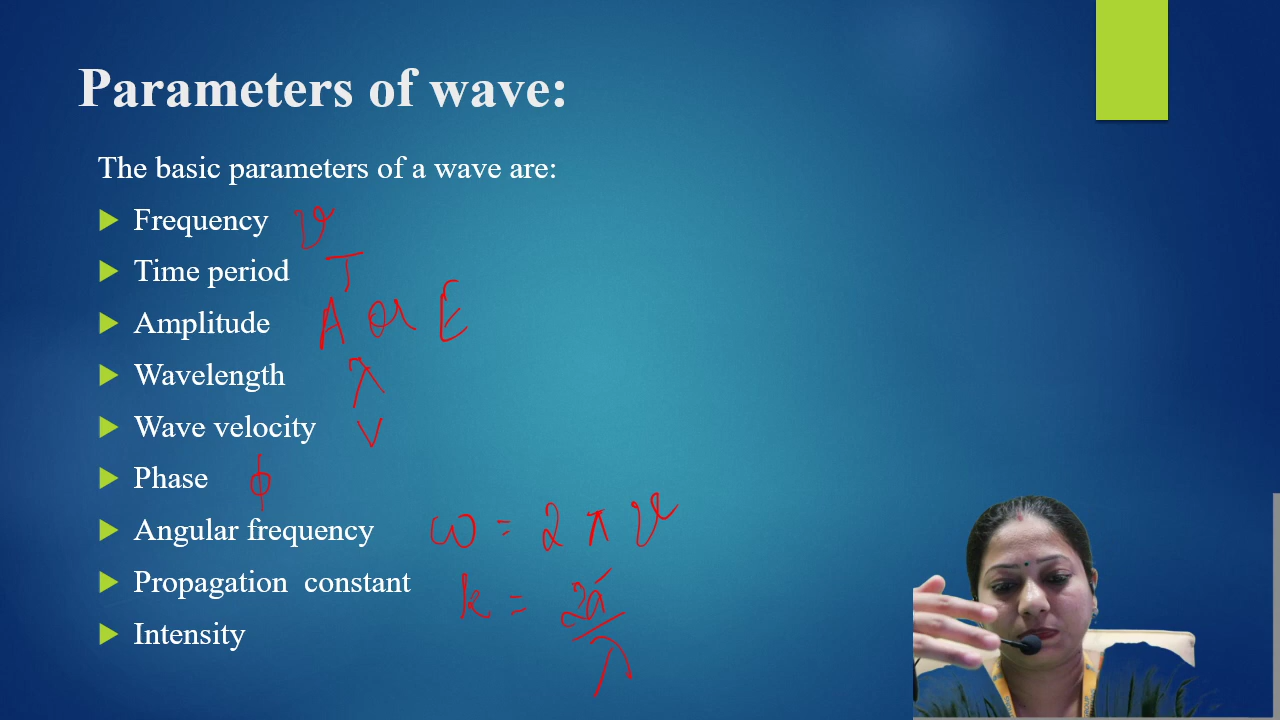 Parameters of wave:
The basic parameters of a wave are:
Frequency ν
Time period T
Amplitude A or E
Wavelength λ
Wave velocity v
Phase ϕ
Angular frequency ω = 2 π ν
Propagation constant k = 2π/λ
Intensity